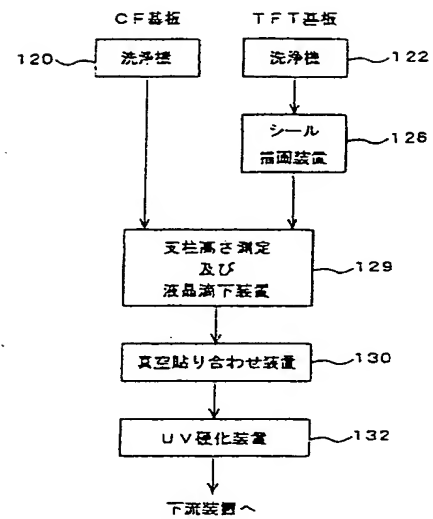 CF基板 TFT基板
120 洗浄機 洗浄機 122
シール
描画装置 126
支柱高さ測定
及び
液晶滴下装置
129
真空貼り合わせ装置 130
UV硬化装置 132
下流装置へ